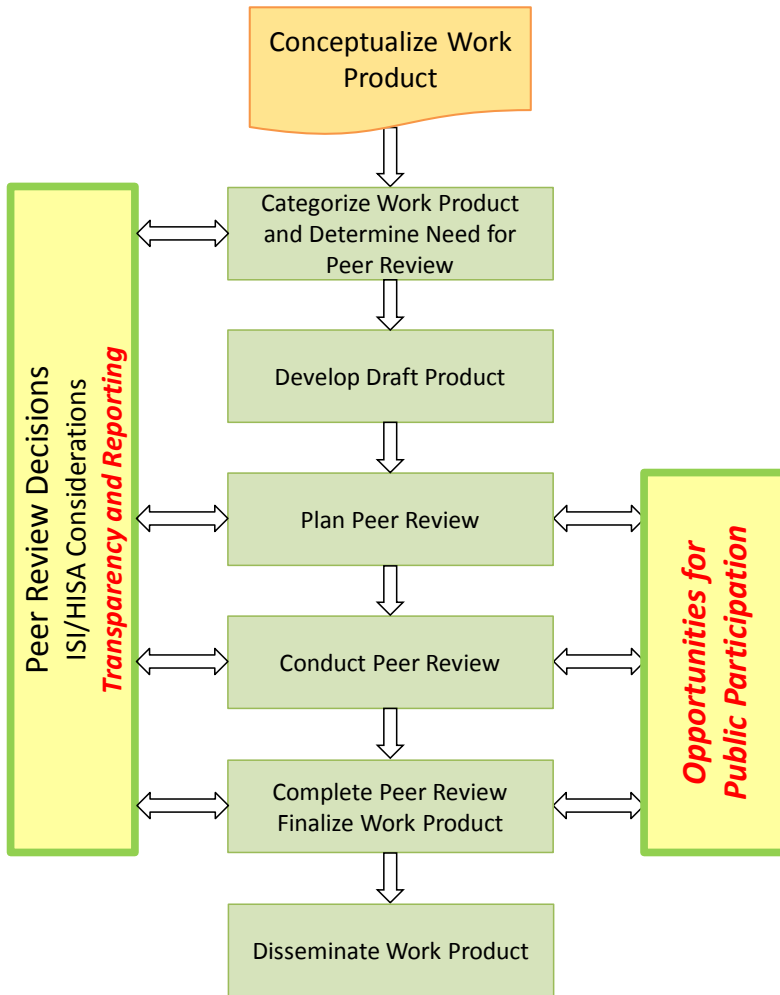 Conceptualize Work
Product
Categorize Work Product
and Determine Need for
Peer Review
Develop Draft Product
Plan Peer Review
Conduct Peer Review
Complete Peer Review
Finalize Work Product
Disseminate Work Product
Peer Review Decisions
ISI/HISA Considerations
Transparency and Reporting
Opportunities for
Public Participation